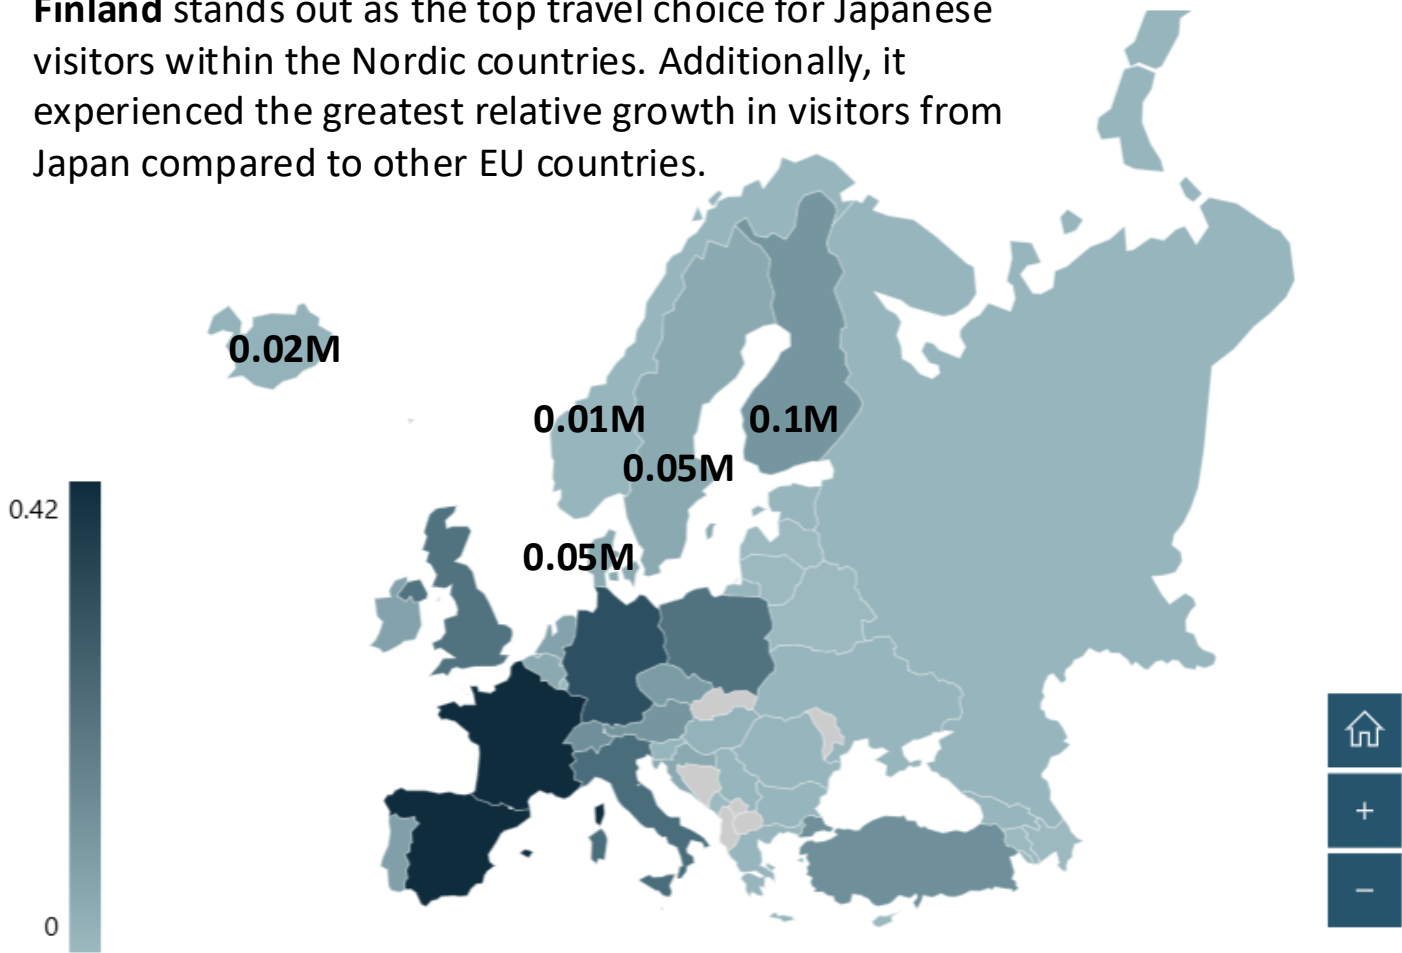 Finland stands out as the top travel choice for Japanese
visitors within the Nordic countries. Additionally, it
experienced the greatest relative growth in visitors from
Japan compared to other EU countries.
0.02M
0.01M
0.1M
0.05M
0.05M
0.42
0
+
−